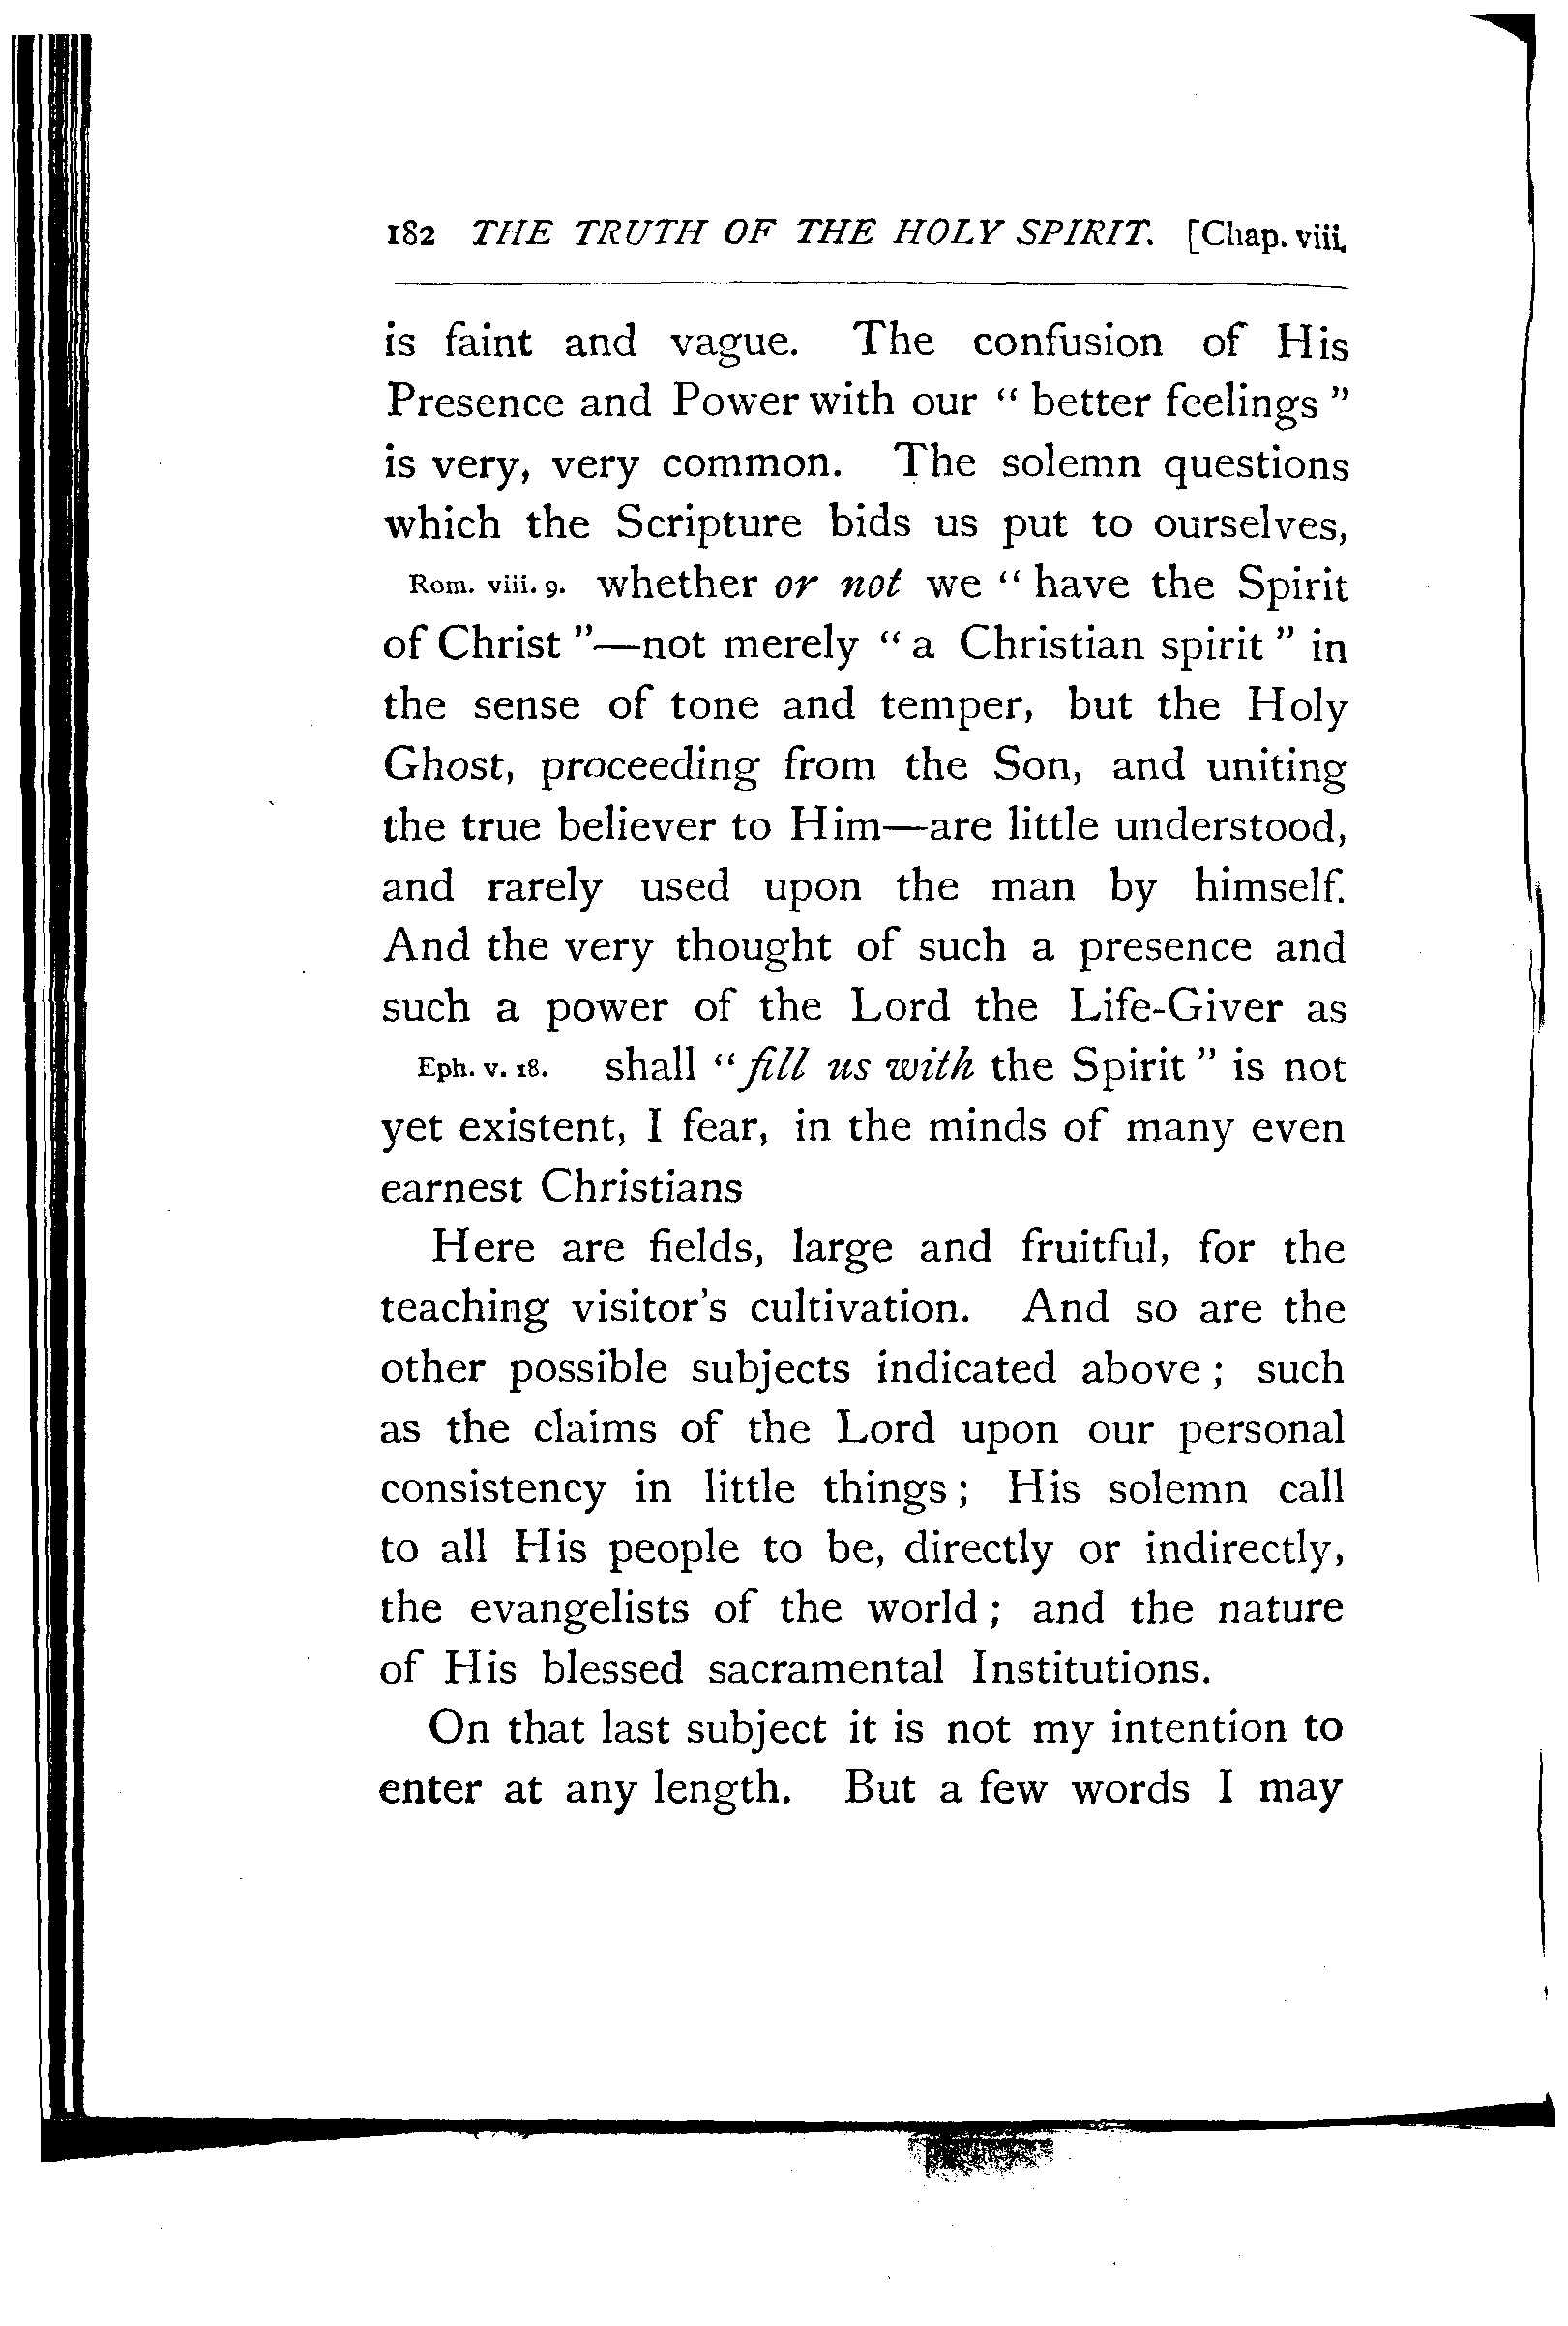 182 THE TRUTH OF THE HOLY SPIRIT. [Chap. viii.
is faint and vague. The confusion of His
Presence and Power with our “ better feelings ”
is very, very common. The solemn questions
which the Scripture bids us put to ourselves,
Rom. viii. 9. whether or not we “ have the Spirit
of Christ ”—not merely “ a Christian spirit ” in
the sense of tone and temper, but the Holy
Ghost, proceeding from the Son, and uniting
the true believer to Him—are little understood,
and rarely used upon the man by himself.
And the very thought of such a presence and
such a power of the Lord the Life-Giver as
Eph. v. 18. shall “ fill us with the Spirit ” is not
yet existent, I fear, in the minds of many even
earnest Christians
Here are fields, large and fruitful, for the
teaching visitor's cultivation. And so are the
other possible subjects indicated above ; such
as the claims of the Lord upon our personal
consistency in little things ; His solemn call
to all His people to be, directly or indirectly,
the evangelists of the world ; and the nature
of His blessed sacramental Institutions.
On that last subject it is not my intention to
enter at any length. But a few words I may